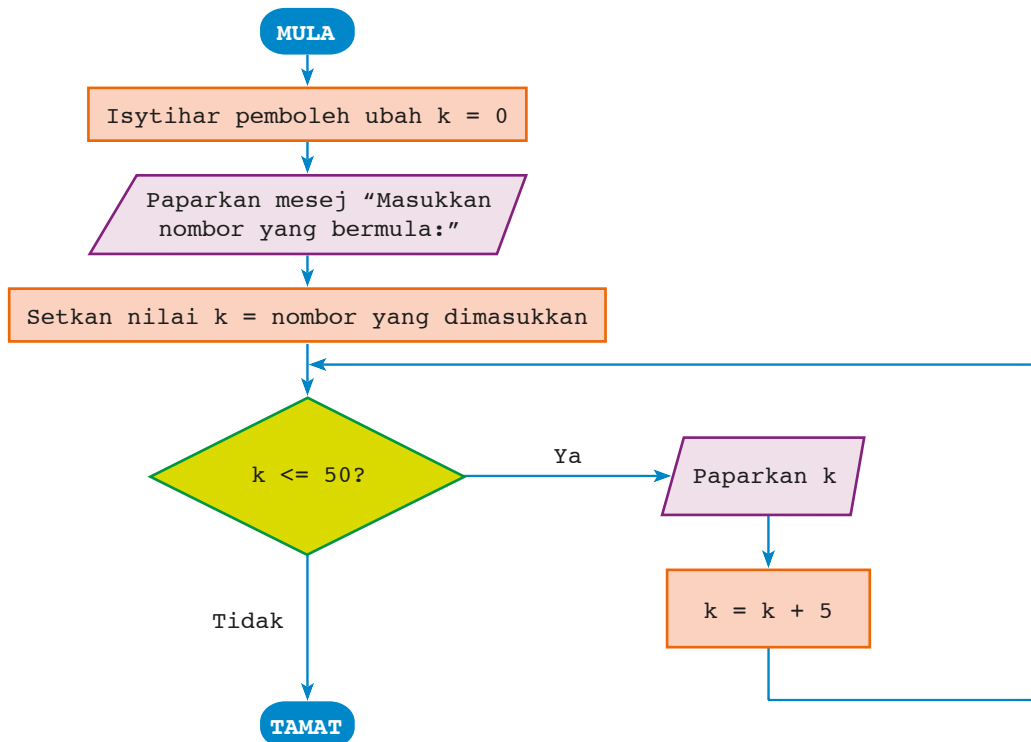 MULA
Isytihar pemboleh ubah k = 0
Paparkan mesej “Masukkan
nombor yang bermula:”
Setkan nilai k = nombor yang dimasukkan
k <= 50?
Ya
Paparkan k
k = k + 5
Tidak
TAMAT